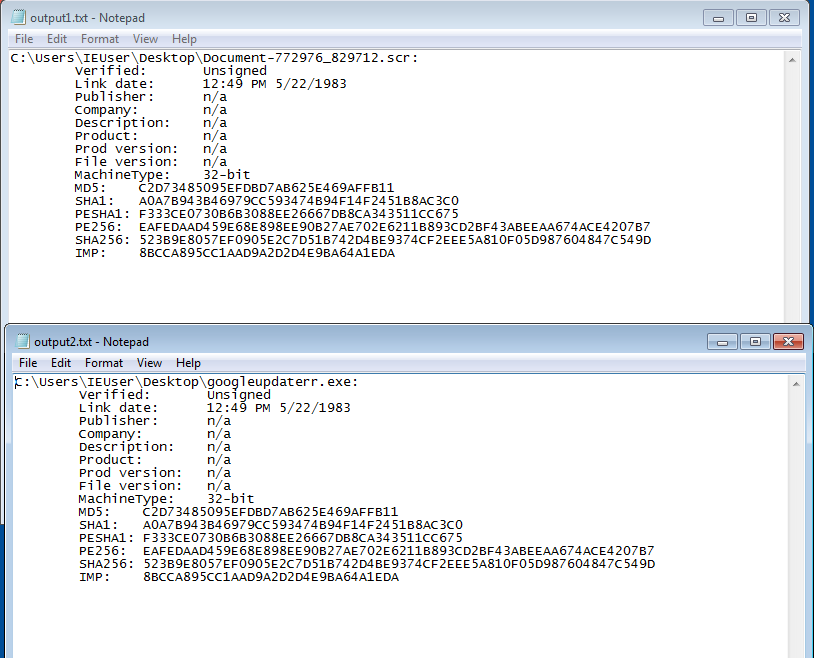 output1.txt - Notepad
File Edit Format View Help
C:\Users\IEUser\Desktop\Document-772976_829712.scr:
Verified: Unsigned
Link date: 12:49 PM 5/22/1983
Publisher: n/a
Company: n/a
Description: n/a
Product: n/a
Prod version: n/a
File version: n/a
MachineType: 32-bit
MD5: C2D73485095EFDBD7AB625E469AFFB11
SHA1: A0A7B943B46979CC593474B94F14F2451B8AC3C0
PESHA1: F333CE0730B6B3088EE26667DB8CA343511CC675
PE256: EAFEDAAD459E68E898EE90B27AE702E6211B893CD2BF43ABEEAA674ACE4207B7
SHA256: 523B9E8057EF0905E2C7D51B742D4BE9374CF2EEE5A810F05D987604847C549D
IMP: 8BCCA895CC1AAD9A2D2D4E9BA64A1EDA
output2.txt - Notepad
File Edit Format View Help
C:\Users\IEUser\Desktop\googleupdaterr.exe:
Verified: Unsigned
Link date: 12:49 PM 5/22/1983
Publisher: n/a
Company: n/a
Description: n/a
Product: n/a
Prod version: n/a
File version: n/a
MachineType: 32-bit
MD5: C2D73485095EFDBD7AB625E469AFFB11
SHA1: A0A7B943B46979CC593474B94F14F2451B8AC3C0
PESHA1: F333CE0730B6B3088EE26667DB8CA343511CC675
PE256: EAFEDAAD459E68E898EE90B27AE702E6211B893CD2BF43ABEEAA674ACE4207B7
SHA256: 523B9E8057EF0905E2C7D51B742D4BE9374CF2EEE5A810F05D987604847C549D
IMP: 8BCCA895CC1AAD9A2D2D4E9BA64A1EDA